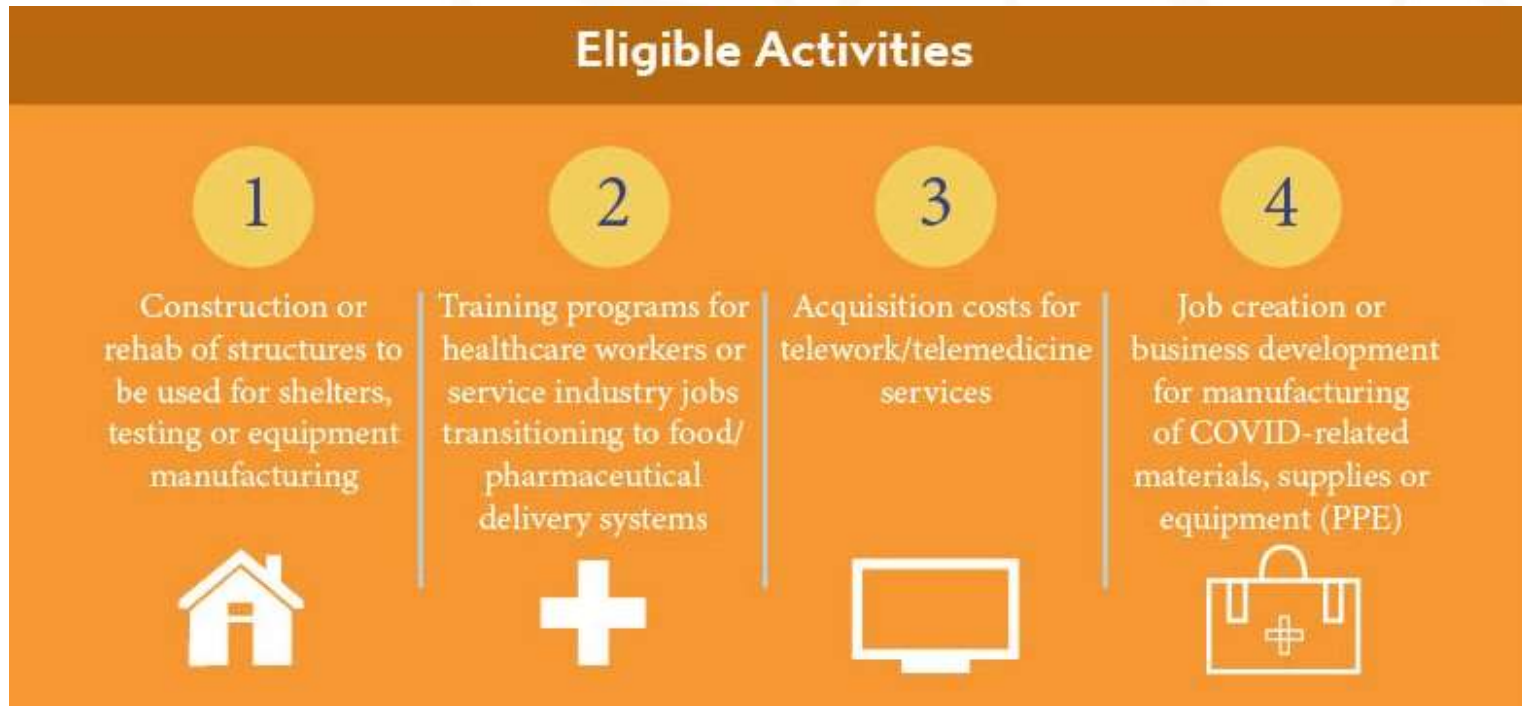 Eligible Activities
1
Construction or
rehab of structures to
be used for shelters,
testing or equipment
manufacturing
2
Training programs for
healthcare workers or
service industry jobs
transitioning to food/
pharmaceutical
delivery systems
3
Acquisition costs for
telework/telemedicine
services
4
Job creation or
business development
for manufacturing
of COVID-related
materials, supplies or
equipment (PPE)